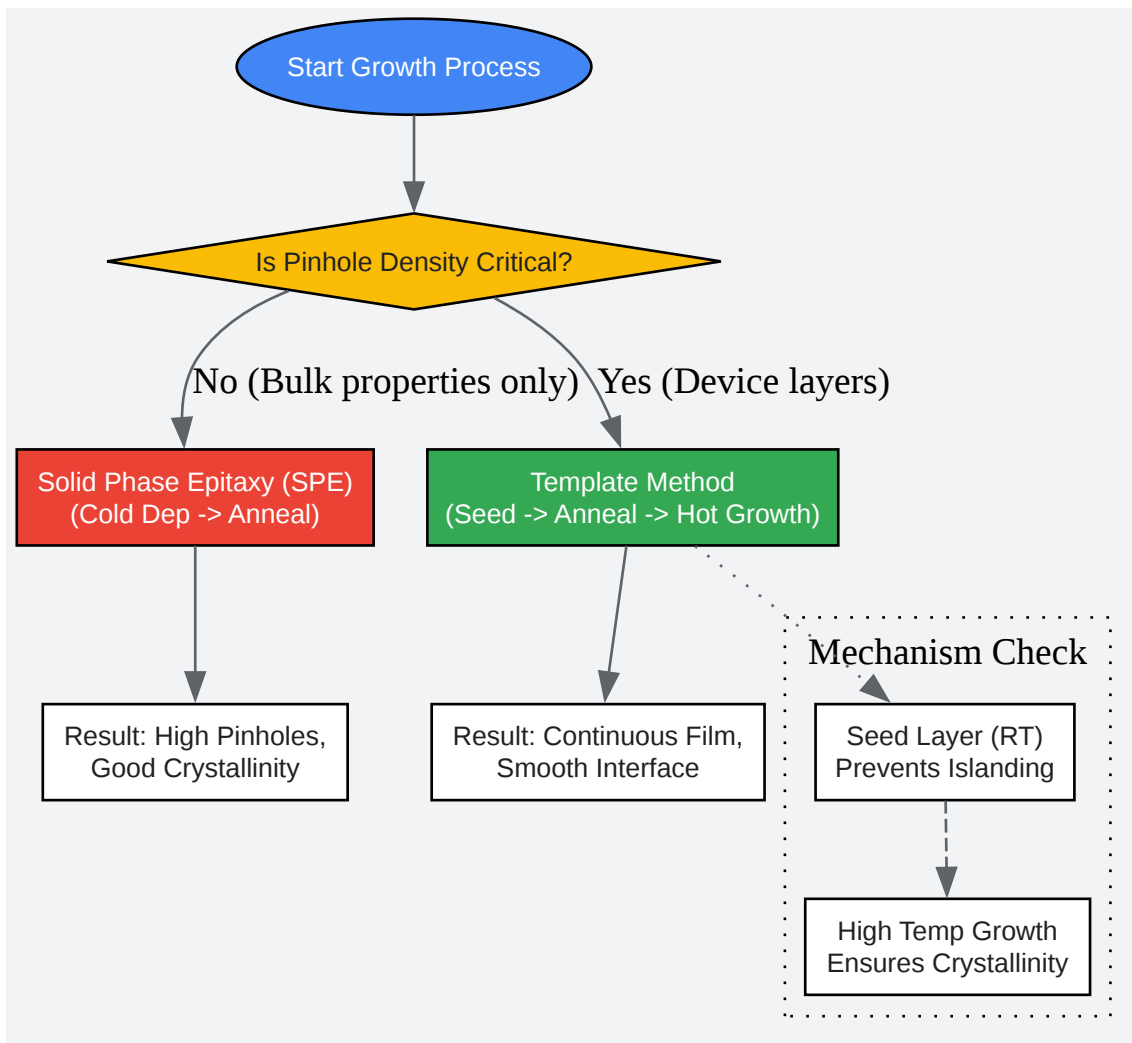 Start Growth Process
Is Pinhole Density Critical?
No (Bulk properties only)
Yes (Device layers)
Solid Phase Epitaxy (SPE)
(Cold Dep -> Anneal)
Template Method
(Seed -> Anneal -> Hot Growth)
Mechanism Check
Result: High Pinholes,
Good Crystallinity
Result: Continuous Film,
Smooth Interface
Seed Layer (RT)
Prevents Islanding
High Temp Growth
Ensures Crystallinity